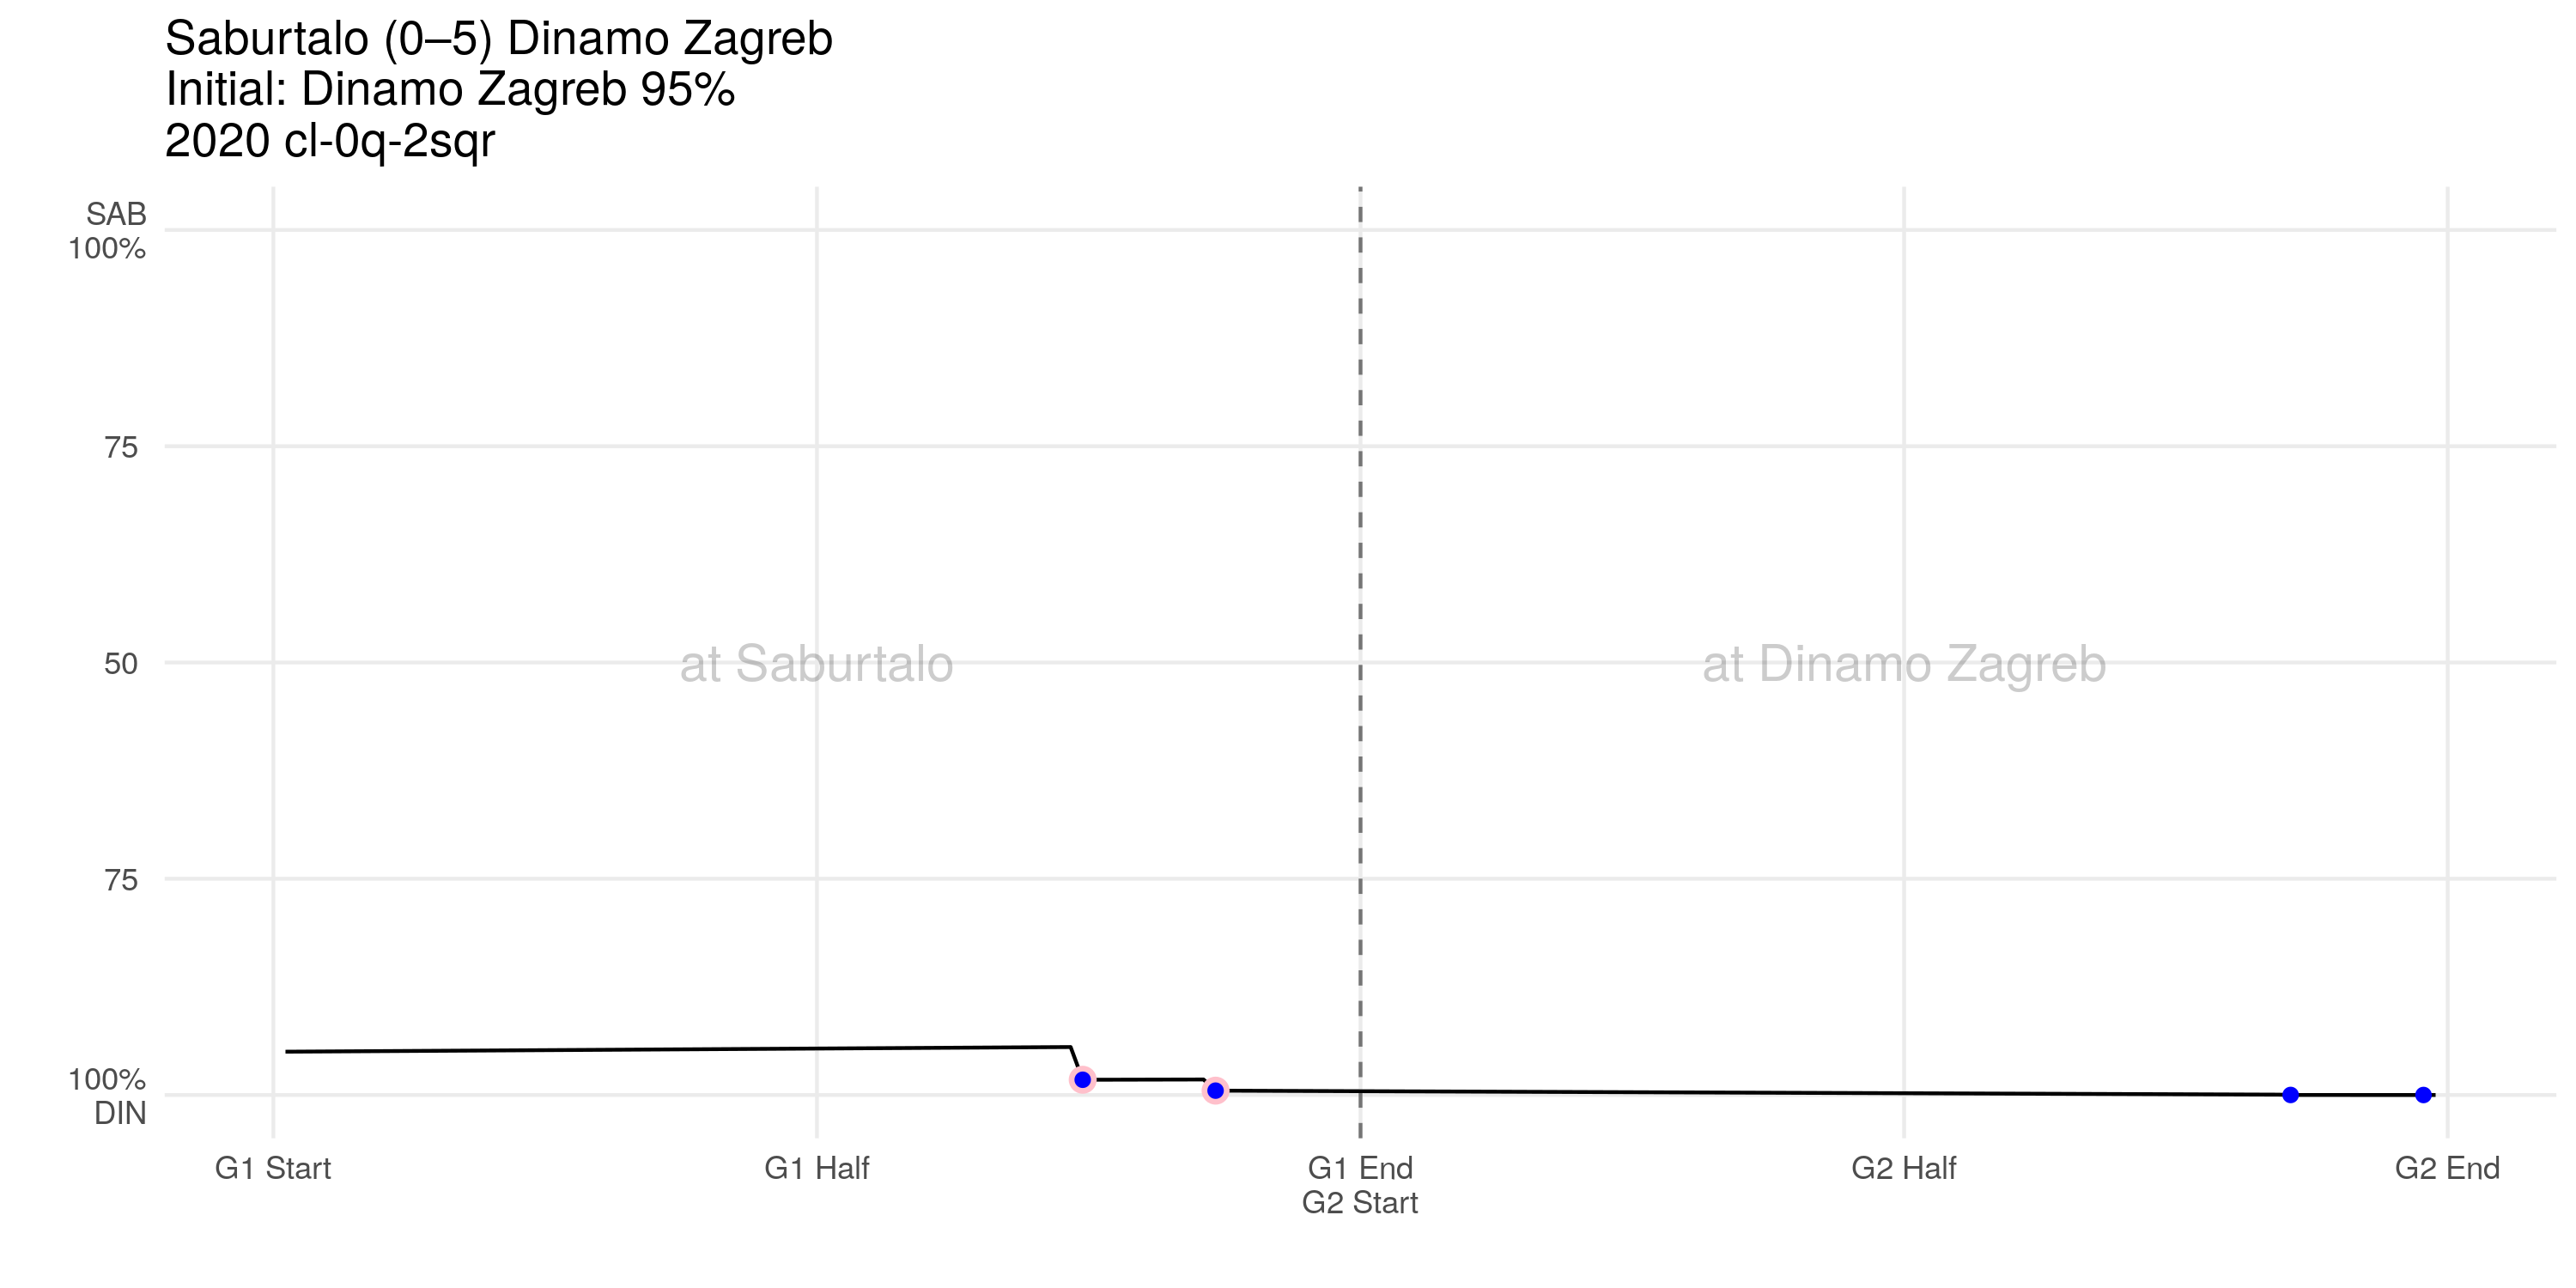 Saburtalo (0–5) Dinamo Zagreb
Initial: Dinamo Zagreb 95%
2020 cl-0q-2sqr
SAB
100%
75
50
at Saburtalo
at Dinamo Zagreb
75
100%
DIN
G1 Start
G1 Half
G1 End
G2 Start
G2 Half
G2 End